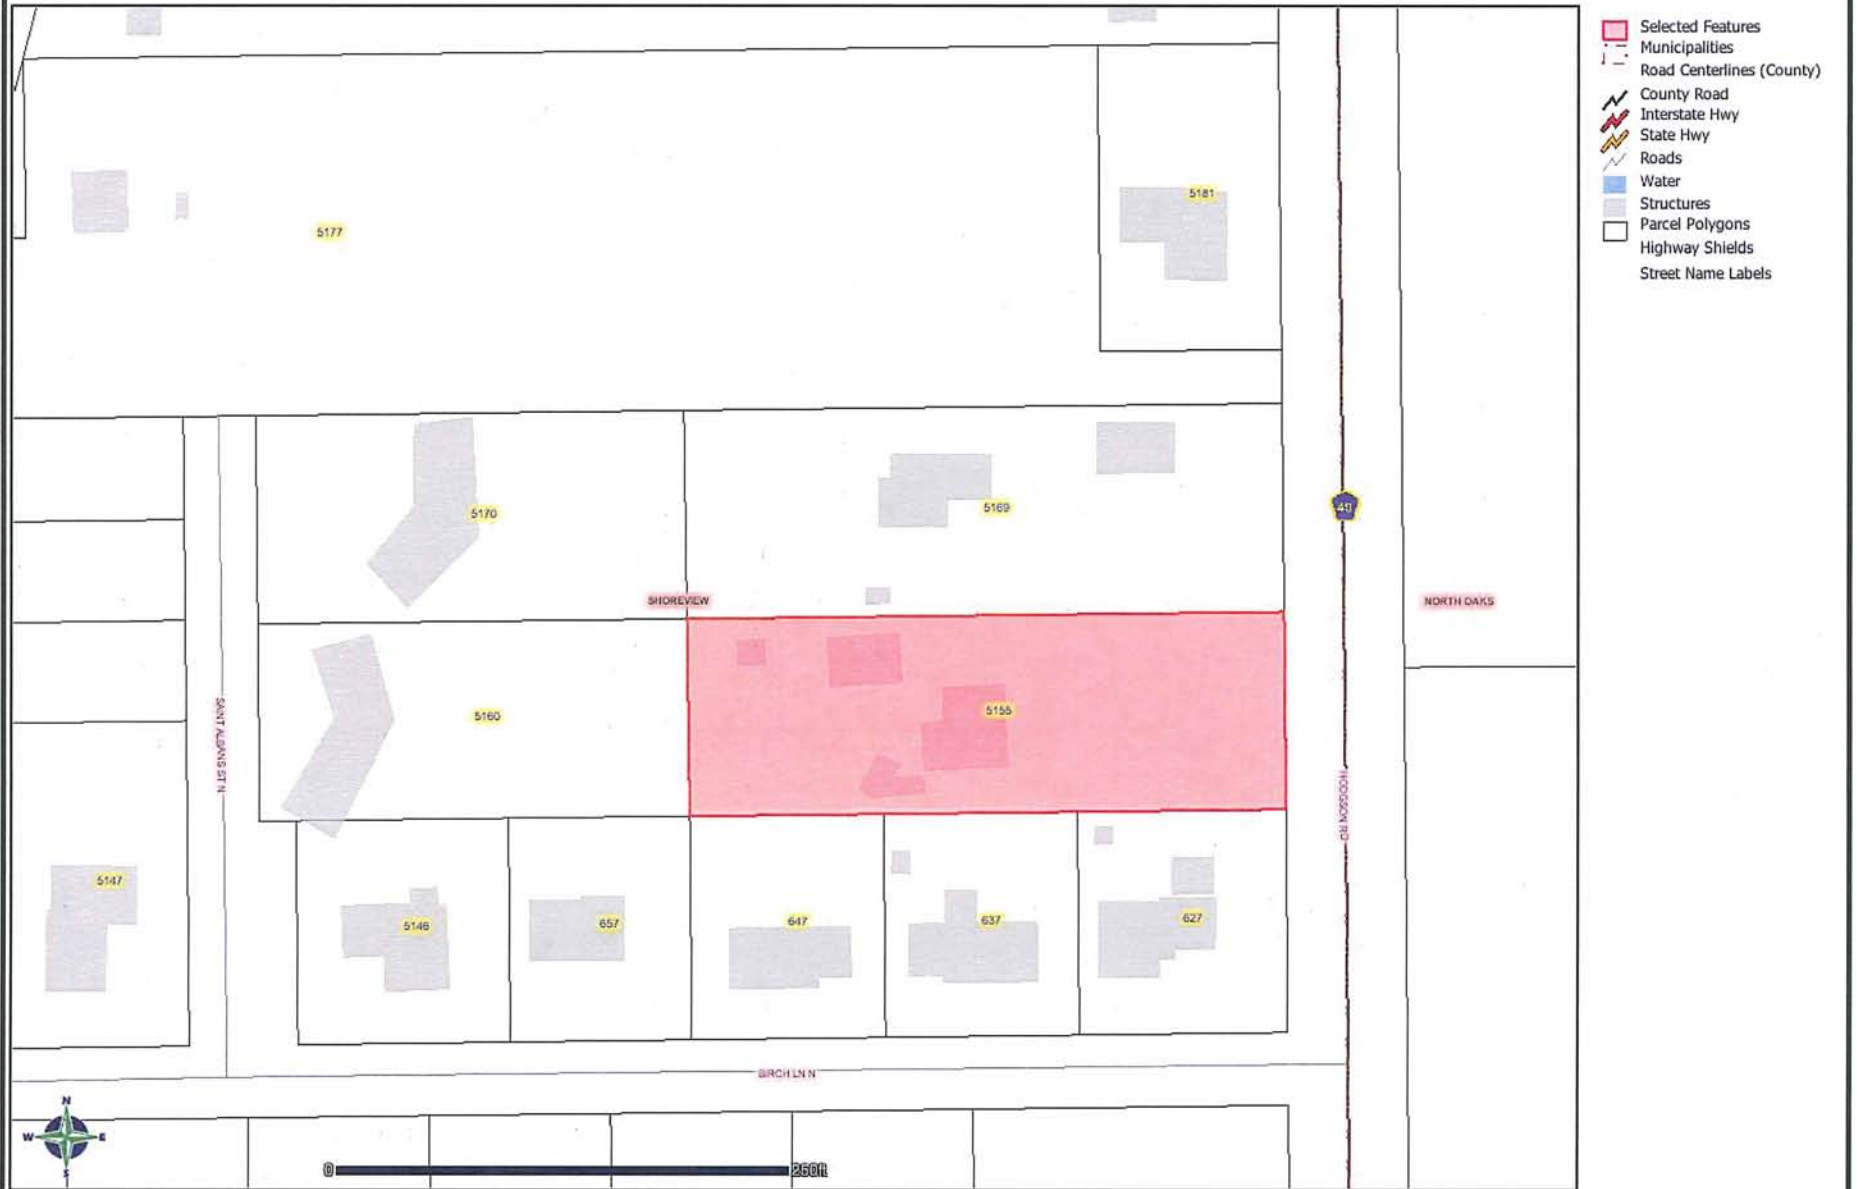 Selected Features
Municipalities
Road Centerlines (County)
County Road
Interstate Hwy
State Hwy
Roads
Water
Structures
Parcel Polygons
Highway Shields
Street Name Labels
5181
5177
5170
5169
SHOREVIEW
NORTH OAKS
5160
5155
SAINT ALBANS ST N
HODGSON RD
5147
5146
657
647
637
627
BIRCH LN N
N
W E
S
0 250ft